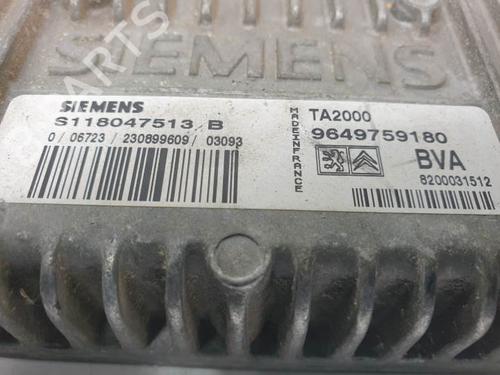 SIEMENS
SIEMENS
S118047513 B
0 / 06723 / 230899609 / 03093
MADE IN FRANCE
TA2000
9649759180
BVA
8200031512